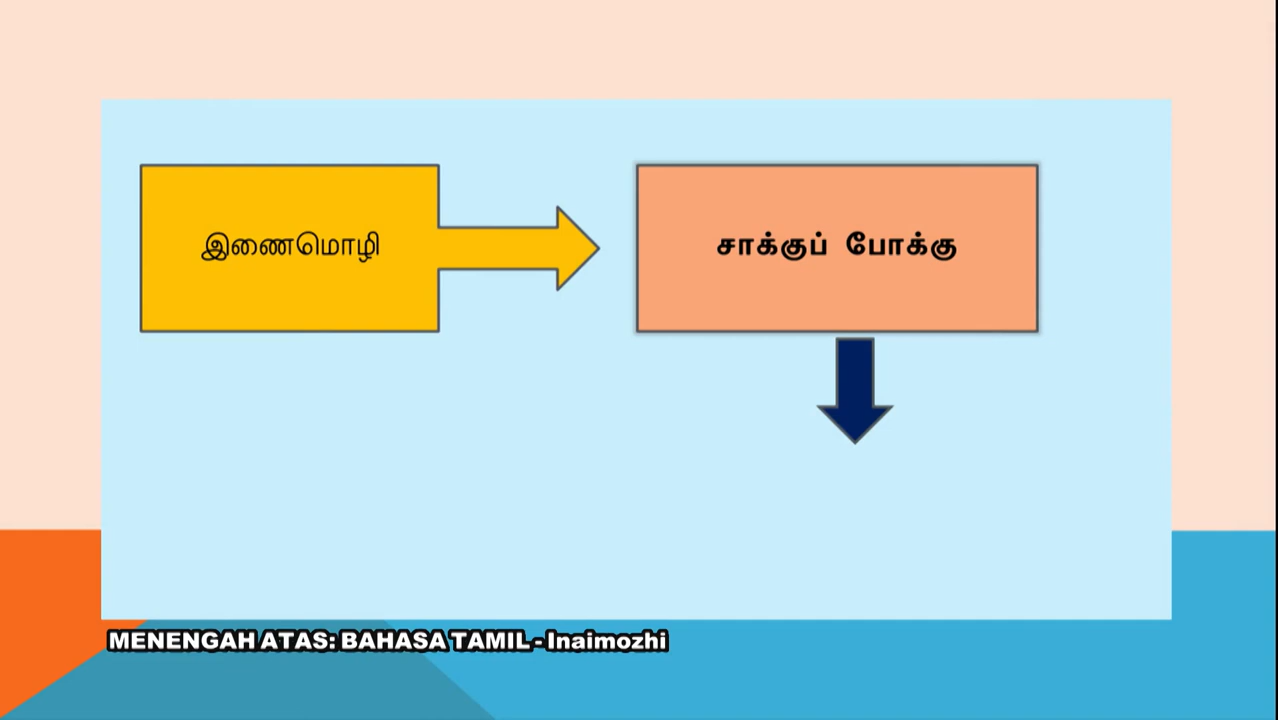 இணைமொழி
சாக்குப் போக்கு
MENENGAH ATAS: BAHASA TAMIL - Inaimozhi